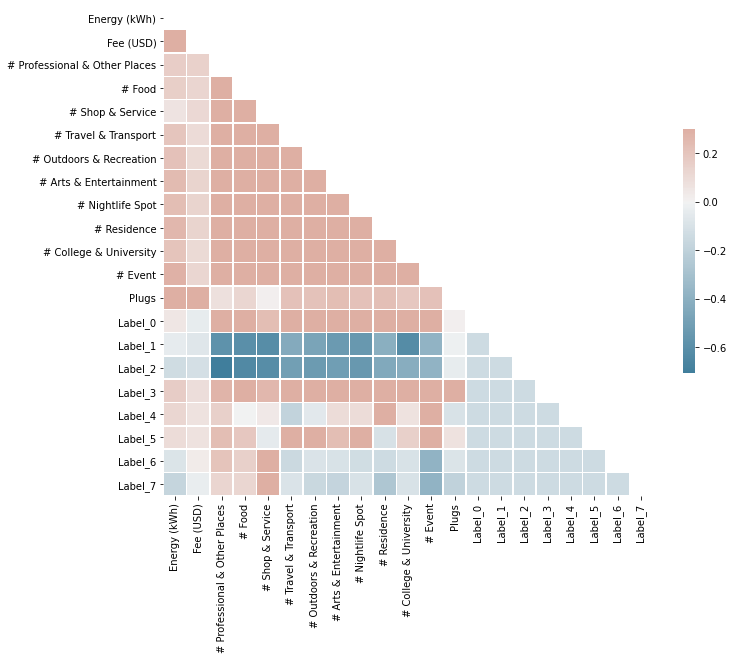 Energy (kWh)
Fee (USD)
# Professional & Other Places
# Food
# Shop & Service
# Travel & Transport
# Outdoors & Recreation
# Arts & Entertainment
# Nightlife Spot
# Residence
# College & University
# Event
Plugs
Label_0
Label_1
Label_2
Label_3
Label_4
Label_5
Label_6
Label_7
Energy (kWh)
Fee (USD)
# Professional & Other Places
# Food
# Shop & Service
# Travel & Transport
# Outdoors & Recreation
# Arts & Entertainment
# Nightlife Spot
# Residence
# College & University
# Event
Plugs
Label_0
Label_1
Label_2
Label_3
Label_4
Label_5
Label_6
Label_7
0.2
0.0
−0.2
−0.4
−0.6